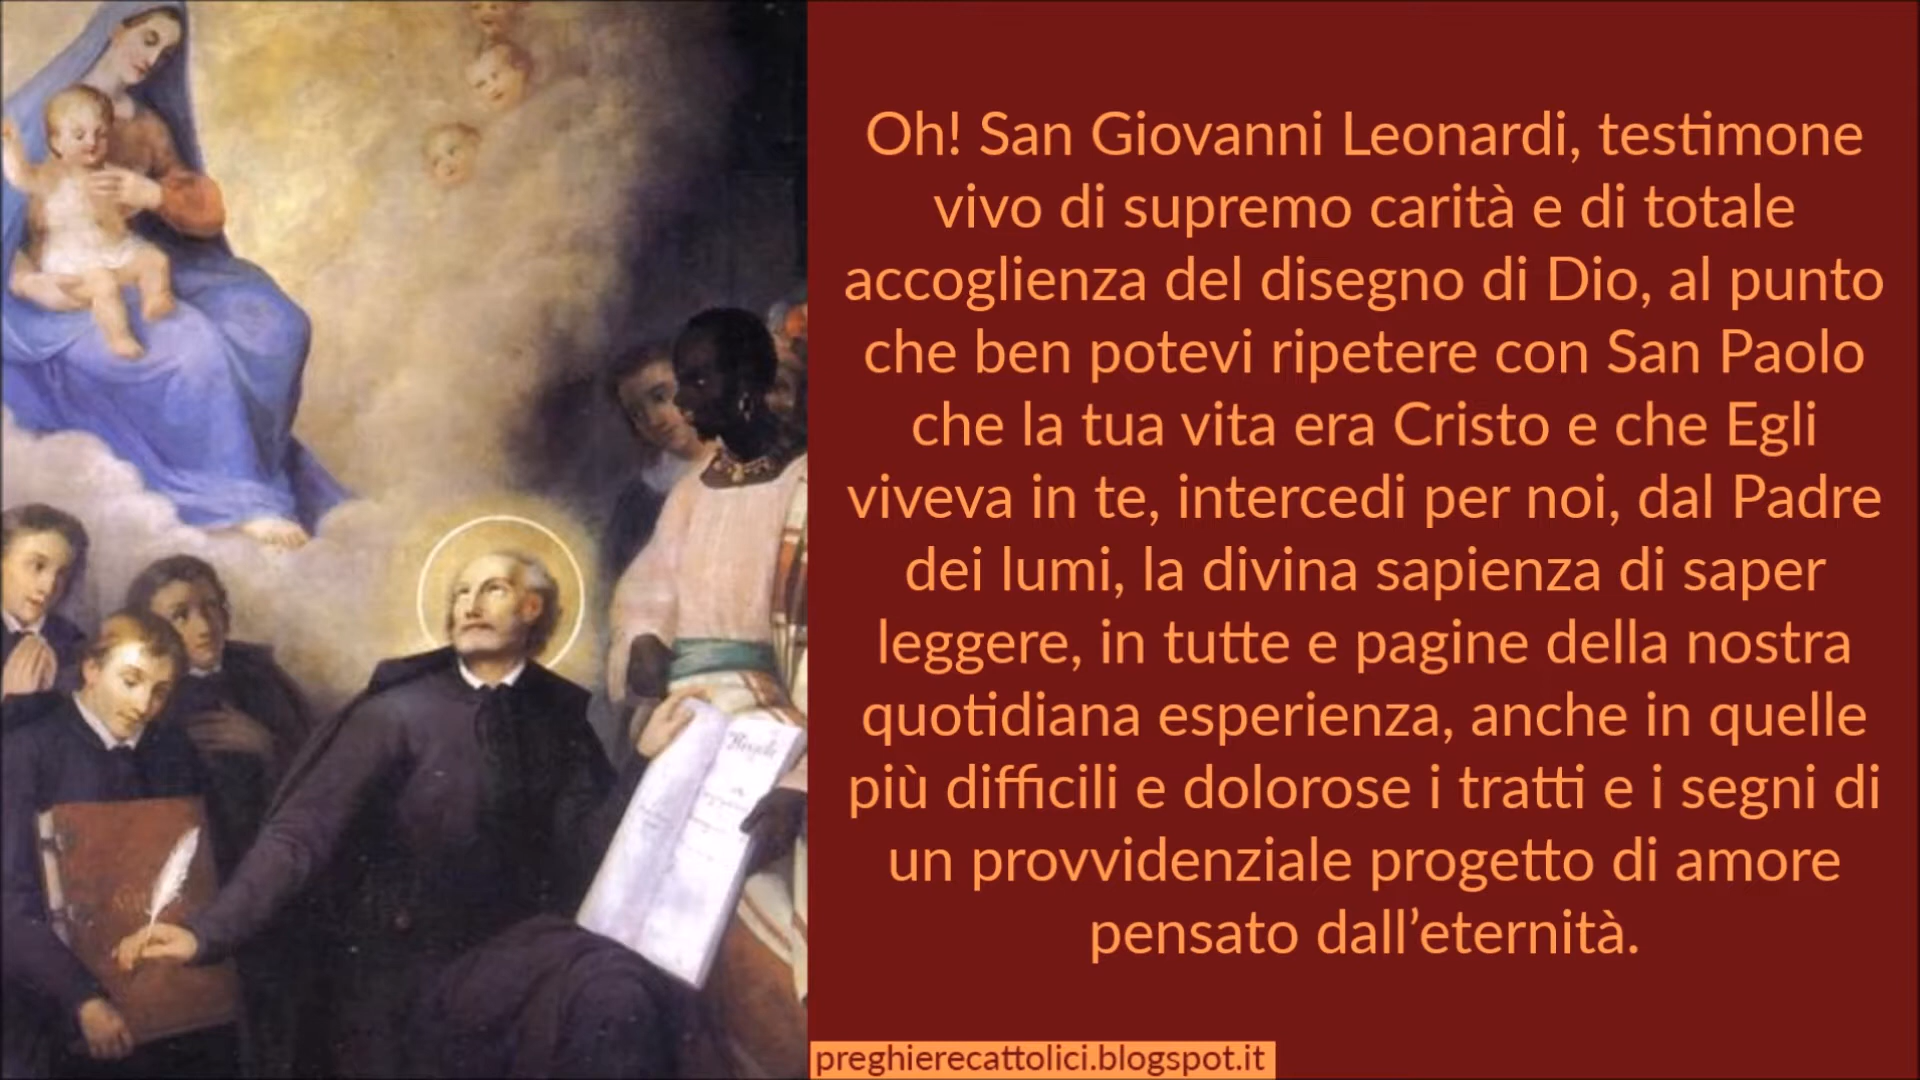 Oh! San Giovanni Leonardi, testimone
vivo di supremo carità e di totale
accoglienza del disegno di Dio, al punto
che ben potevi ripetere con San Paolo
che la tua vita era Cristo e che Egli
viveva in te, intercedi per noi, dal Padre
dei lumi, la divina sapienza di saper
leggere, in tutte e pagine della nostra
quotidiana esperienza, anche in quelle
più difficili e dolorose i tratti e i segni di
un provvidenziale progetto di amore
pensato dall’eternità.
preghierecattolici.blogspot.it